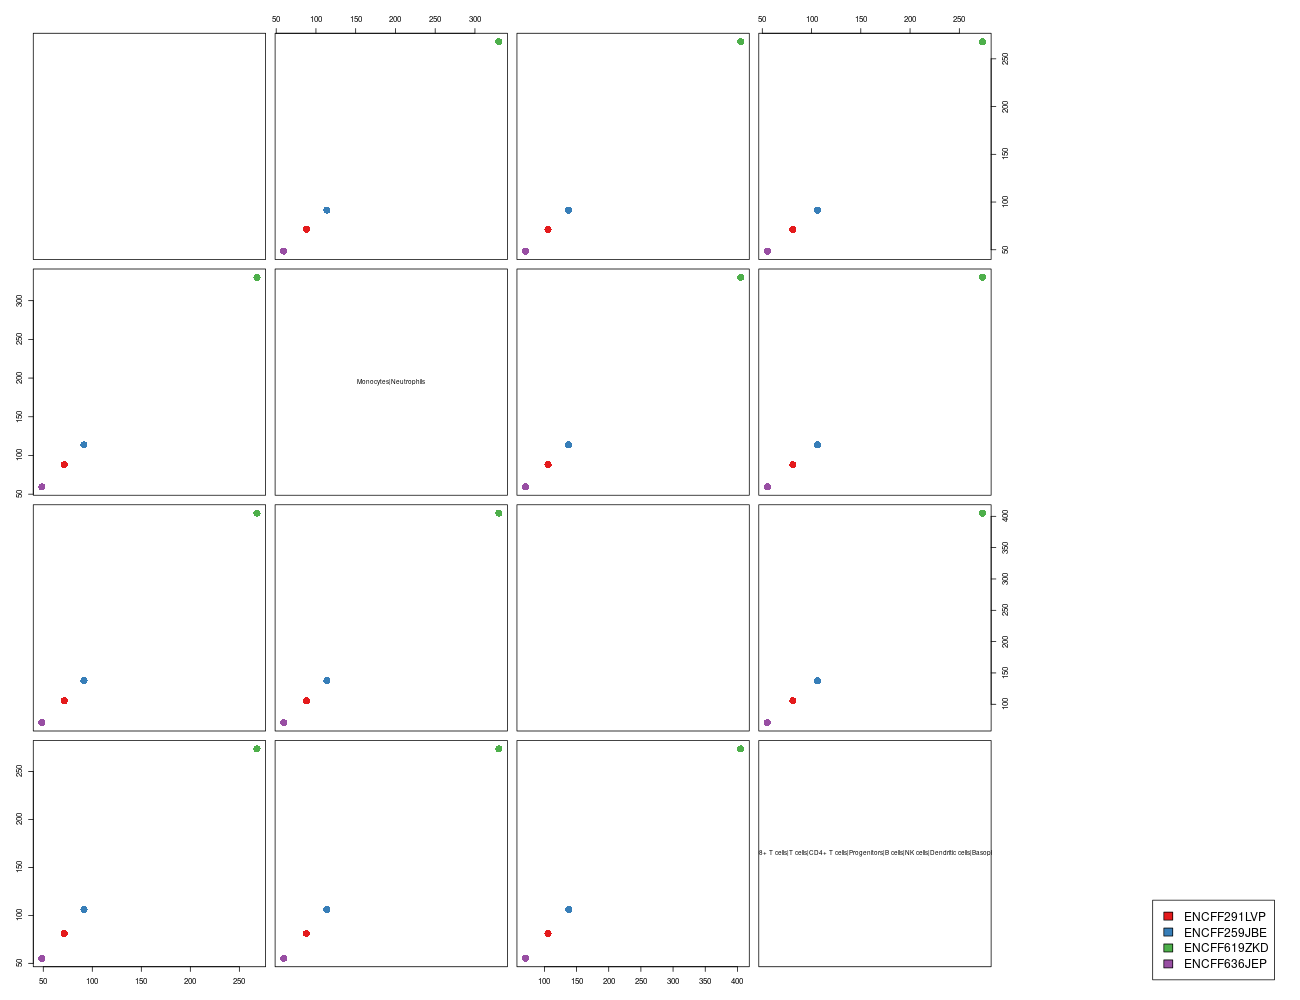 50 100 150 200 250 300
50 100 150 200 250
50 100 150 200 250
50 100 150 200 250 300
Monocytes|Neutrophils
100 150 200 250 300 350 400
50 100 150 200 250
8+ T cells|T cells|CD4+ T cells|Progenitors|B cells|NK cells|Dendritic cells|Basop
50 100 150 200 250
100 150 200 250 300 350 400
ENCFF291LVP
ENCFF259JBE
ENCFF619ZKD
ENCFF636JEP